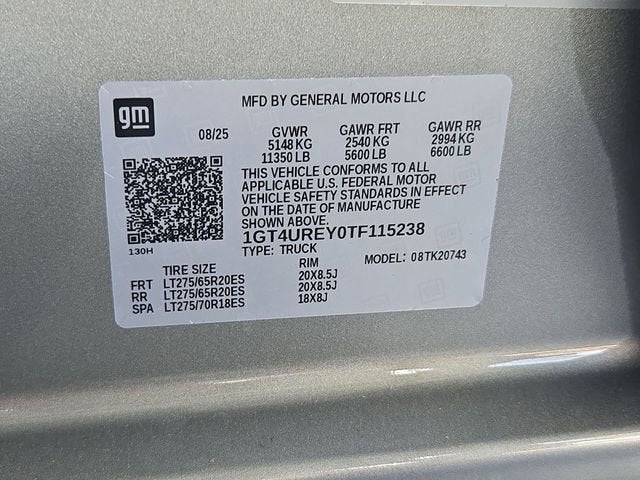 gm
MFD BY GENERAL MOTORS LLC
08/25 GVWR GAWR FRT GAWR RR
5148 KG 2540 KG 2994 KG
11350 LB 5600 LB 6600 LB
THIS VEHICLE CONFORMS TO ALL
APPLICABLE U.S. FEDERAL MOTOR
VEHICLE SAFETY STANDARDS IN EFFECT
ON THE DATE OF MANUFACTURE
SHOWN ABOVE.
1GT4UREY0TF115238
130H
TYPE: TRUCK MODEL: 08TK20743
TIRE SIZE RIM
FRT LT275/65R20ES 20X8.5J
RR LT275/65R20ES 20X8.5J
SPA LT275/70R18ES 18X8J